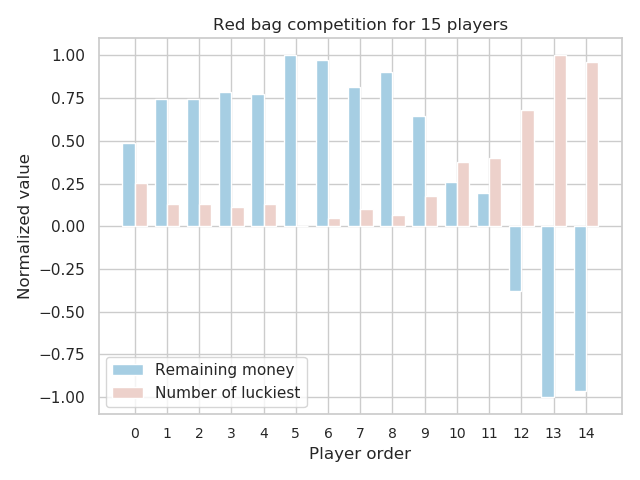 Red bag competition for 15 players
1.00
0.75
0.50
0.25
0.00
−0.25
−0.50
−0.75
−1.00
Normalized value
Remaining money
Number of luckiest
0 1 2 3 4 5 6 7 8 9 10 11 12 13 14
Player order